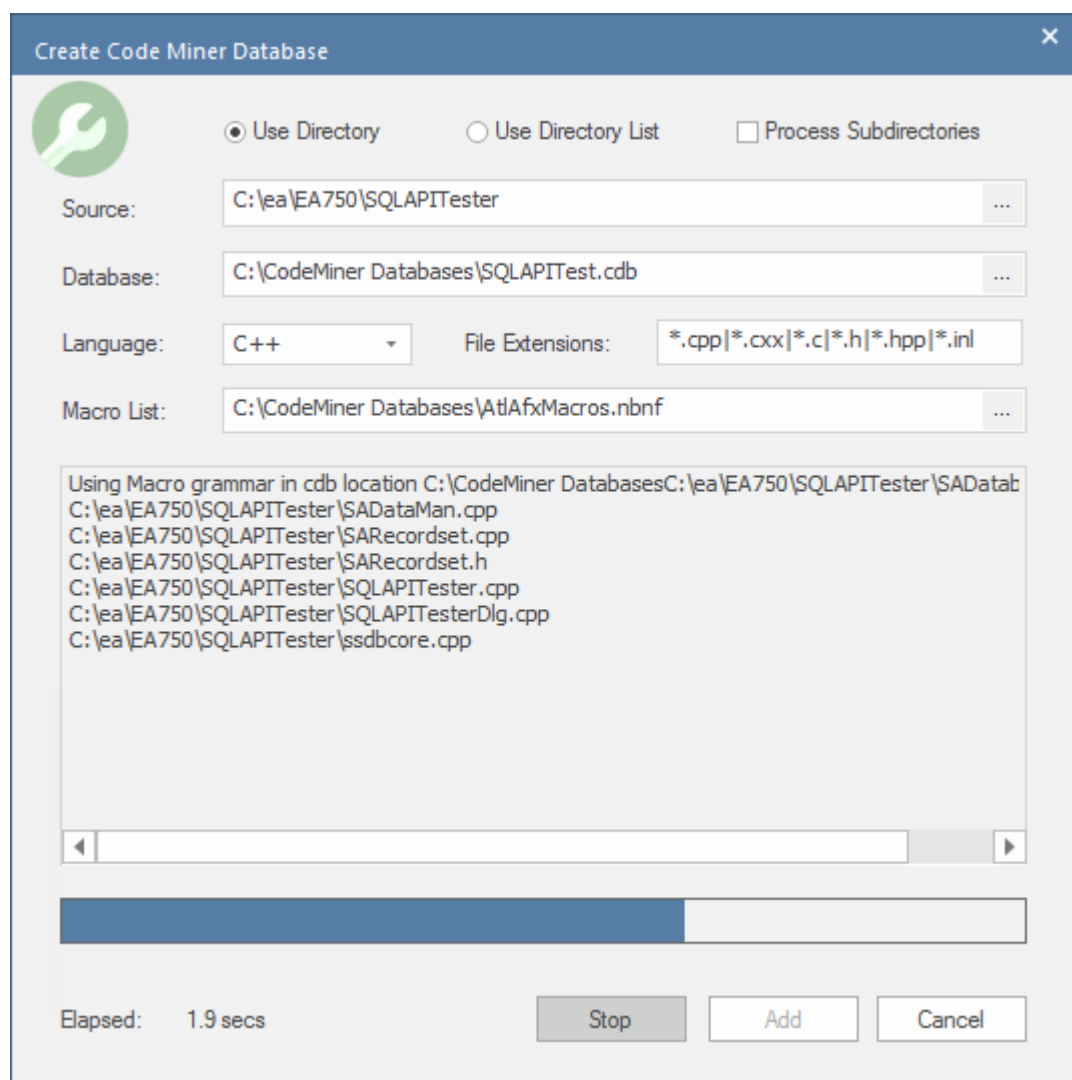 Create Code Miner Database
Use Directory
Use Directory List
Process Subdirectories
Source:
C:\ea\EA750\SQLAPITester
...
Database:
C:\CodeMiner Databases\SQLAPITest.cdb
...
Language:
C++
File Extensions:
*.cpp|*.cxx|*.c|*.h|*.hpp|*.inl
Macro List:
C:\CodeMiner Databases\AtlAfxMacros.nbnf
...
Using Macro grammar in cdb location C:\CodeMiner DatabasesC:\ea\EA750\SQLAPITester\SADatab
C:\ea\EA750\SQLAPITester\SADataMan.cpp
C:\ea\EA750\SQLAPITester\SARecordset.cpp
C:\ea\EA750\SQLAPITester\SARecordset.h
C:\ea\EA750\SQLAPITester\SQLAPITester.cpp
C:\ea\EA750\SQLAPITester\SQLAPITesterDlg.cpp
C:\ea\EA750\SQLAPITester\ssdbcore.cpp
Elapsed:
1.9 secs
Stop
Add
Cancel